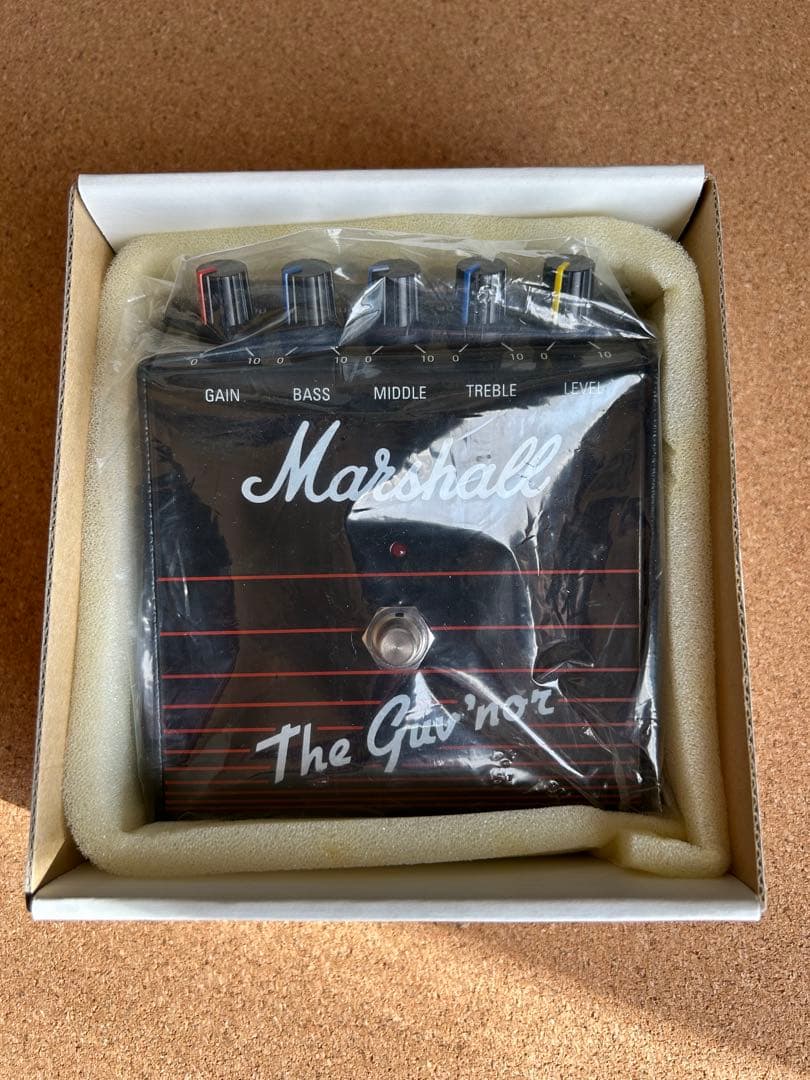 0 10 0 10 0 10 0 10 0 10
GAIN BASS MIDDLE TREBLE LEVEL
Marshall
The Guv'nor